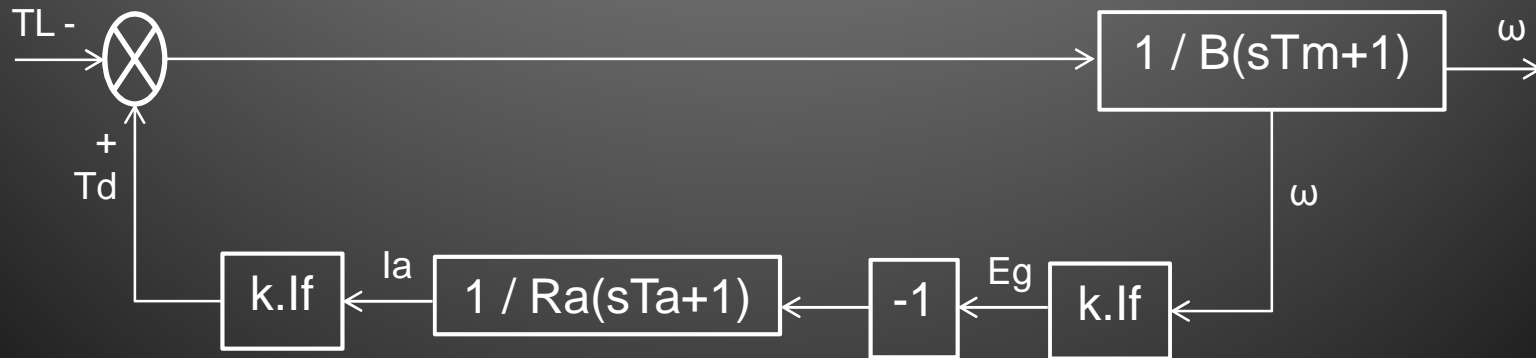 TL -
1 / B(sTm+1)
ω
+
Td
ω
k.If
Ia
1 / Ra(sTa+1)
-1
Eg
k.If